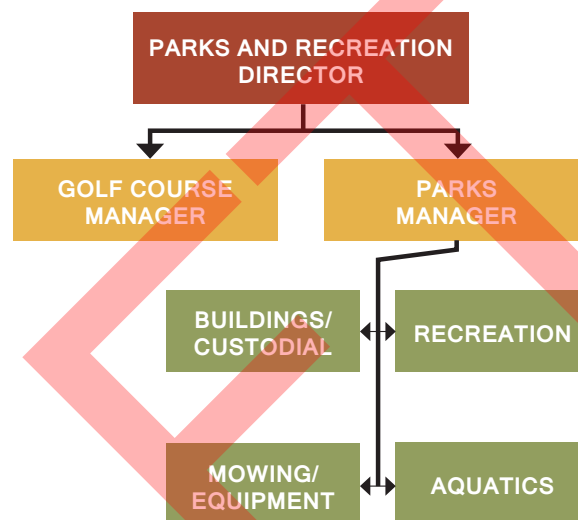 PARKS AND RECREATION
DIRECTOR
GOLF COURSE
MANAGER
PARKS
MANAGER
BUILDINGS/
CUSTODIAL
RECREATION
MOWING/
EQUIPMENT
AQUATICS